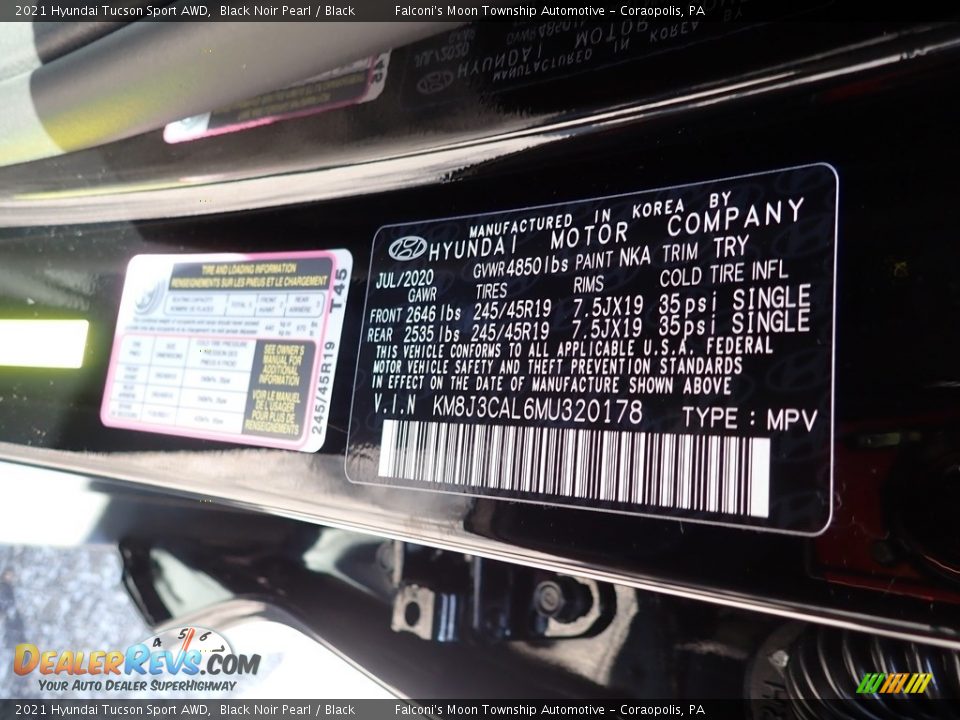 2021 Hyundai Tucson Sport AWD, Black Noir Pearl / Black Falconi's Moon Township Automotive - Coraopolis, PA
MANUFACTURED IN KOREA BY
HYUNDAI MOTOR COMPANY
JUL/2020 GVWR 4850lbs PAINT NKA TRIM TRY
GAWR TIRES RIMS COLD TIRE INFL
FRONT 2646 lbs 245/45R19 7.5JX19 35psi SINGLE
REAR 2535 lbs 245/45R19 7.5JX19 35psi SINGLE
THIS VEHICLE CONFORMS TO ALL APPLICABLE U.S.A. FEDERAL
MOTOR VEHICLE SAFETY AND THEFT PREVENTION STANDARDS
IN EFFECT ON THE DATE OF MANUFACTURE SHOWN ABOVE
V.I.N KM8J3CAL6MU320178 TYPE : MPV
TIRE AND LOADING INFORMATION
RENSEIGNEMENTS SUR LES PNEUS ET LE CHARGEMENT
SEE OWNER'S
MANUAL FOR
ADDITIONAL
INFORMATION
VOIR LE MANUEL
DE L'USAGER
POUR PLUS DE
RENSEIGNEMENTS
245/45R19 T45
4 5 6
DealerRevs.com
Your Auto Dealer SuperHighway
2021 Hyundai Tucson Sport AWD, Black Noir Pearl / Black Falconi's Moon Township Automotive - Coraopolis, PA